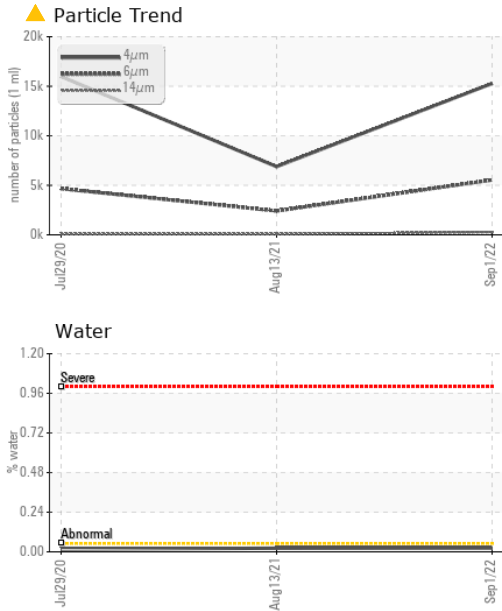 Particle Trend
20k
15k
10k
5k
0k
number of particles (1 ml)
4µm
6µm
14µm
Jul29/20
Aug13/21
Sep1/22
Water
1.20
0.96
0.72
0.48
0.24
0.00
% water
Severe
Abnormal
Jul29/20
Aug13/21
Sep1/22